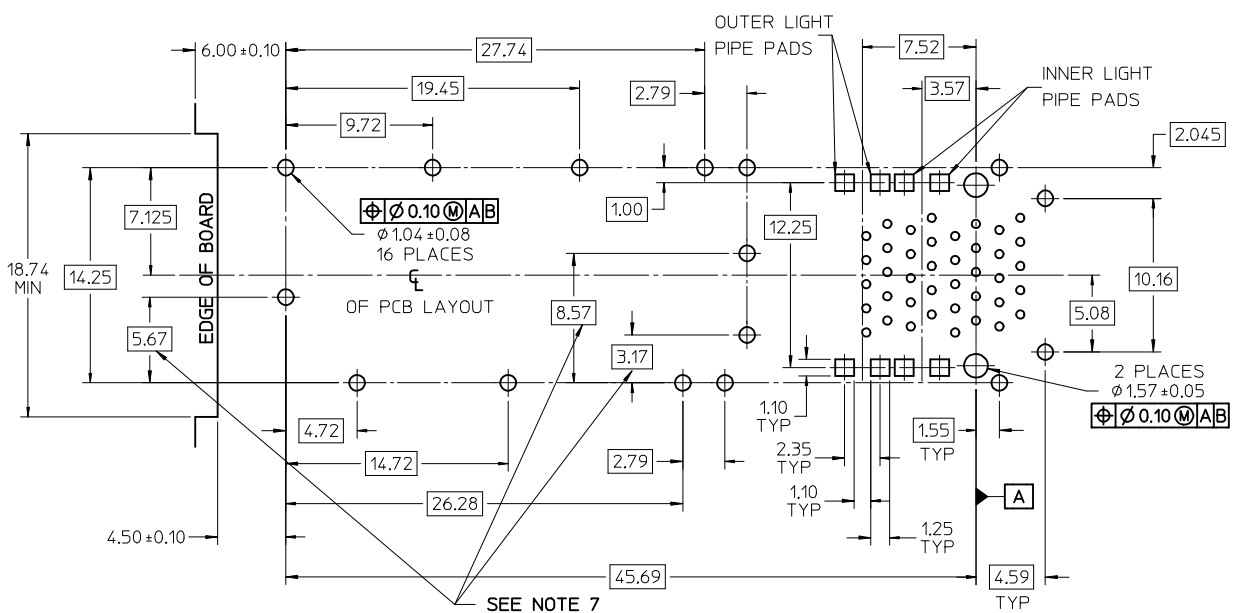 OUTER LIGHT
PIPE PADS
6.00 ±0.10
27.74
7.52
INNER LIGHT
PIPE PADS
19.45
2.79
3.57
9.72
2.045
7.125
⌖ Ø 0.10 Ⓜ A B
Ø 1.04 ±0.08
16 PLACES
1.00
12.25
18.74
MIN
14.25
EDGE OF BOARD
℄
OF PCB LAYOUT
8.57
10.16
5.08
5.67
3.17
2 PLACES
Ø 1.57 ±0.05
⌖ Ø 0.10 Ⓜ A B
1.10
TYP
4.72
1.55
TYP
2.35
TYP
14.72
2.79
1.10
TYP
A
26.28
1.25
TYP
4.50 ±0.10
45.69
4.59
TYP
SEE NOTE 7